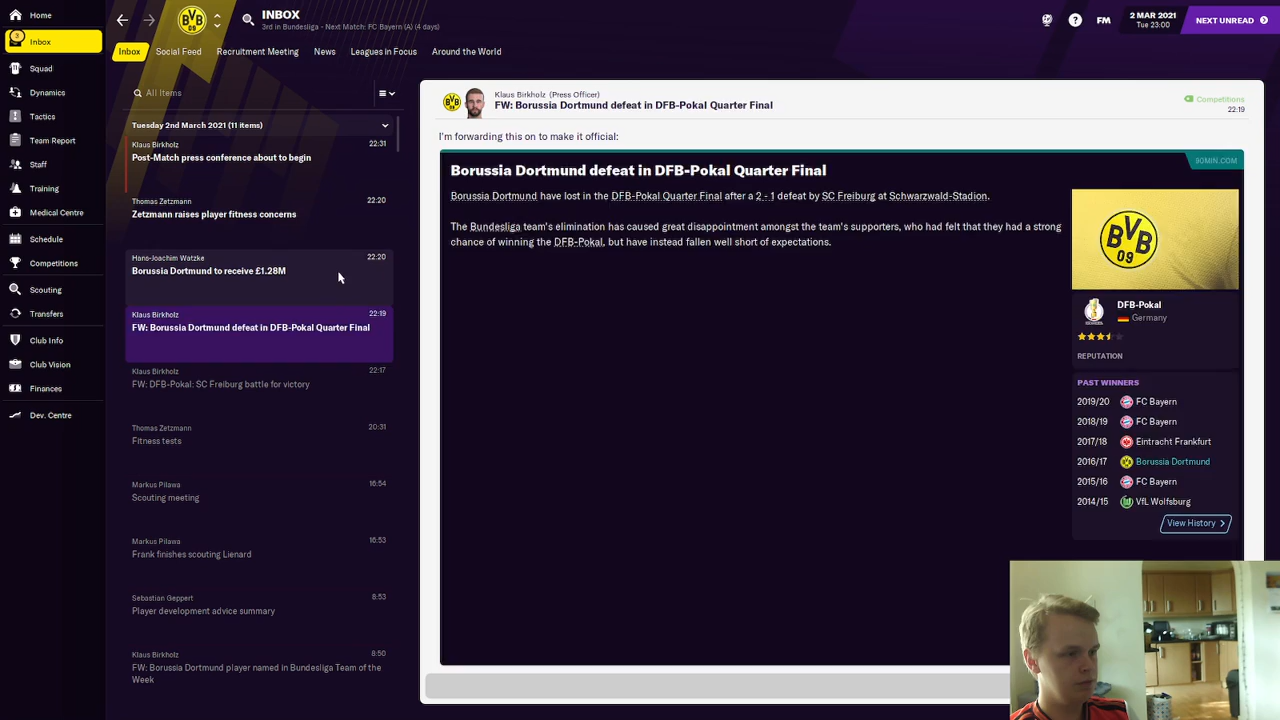 Home
INBOX
3rd in Bundesliga - Next Match: FC Bayern (A) (4 days)
FM
2 MAR 2021
Tue 23:00
NEXT UNREAD
3
Inbox
Inbox
Social Feed
Recruitment Meeting
News
Leagues in Focus
Around the World
Squad
Dynamics
Tactics
Team Report
Staff
Training
Medical Centre
Schedule
Competitions
Scouting
Transfers
Club Info
Club Vision
Finances
Dev. Centre
All Items
Tuesday 2nd March 2021 (11 items)
Klaus Birkholz 22:31
Post-Match press conference about to begin
Thomas Zetzmann 22:20
Zetzmann raises player fitness concerns
Hans-Joachim Watzke 22:20
Borussia Dortmund to receive £1.28M
Klaus Birkholz 22:19
FW: Borussia Dortmund defeat in DFB-Pokal Quarter Final
Klaus Birkholz 22:17
FW: DFB-Pokal: SC Freiburg battle for victory
Thomas Zetzmann 20:31
Fitness tests
Markus Pilawa 16:54
Scouting meeting
Markus Pilawa 16:53
Frank finishes scouting Lienard
Sebastian Geppert 8:53
Player development advice summary
Klaus Birkholz 8:50
FW: Borussia Dortmund player named in Bundesliga Team of the
Week
Klaus Birkholz (Press Officer)
FW: Borussia Dortmund defeat in DFB-Pokal Quarter Final
Competitions
22:19
I'm forwarding this on to make it official:
Borussia Dortmund defeat in DFB-Pokal Quarter Final
90MIN.COM
Borussia Dortmund have lost in the DFB-Pokal Quarter Final after a 2 - 1 defeat by SC Freiburg at Schwarzwald-Stadion.
The Bundesliga team's elimination has caused great disappointment amongst the team's supporters, who had felt that they had a strong
chance of winning the DFB-Pokal, but have instead fallen well short of expectations.
BVB
09
DFB-Pokal
Germany
REPUTATION
PAST WINNERS
2019/20 FC Bayern
2018/19 FC Bayern
2017/18 Eintracht Frankfurt
2016/17 Borussia Dortmund
2015/16 FC Bayern
2014/15 VfL Wolfsburg
View History